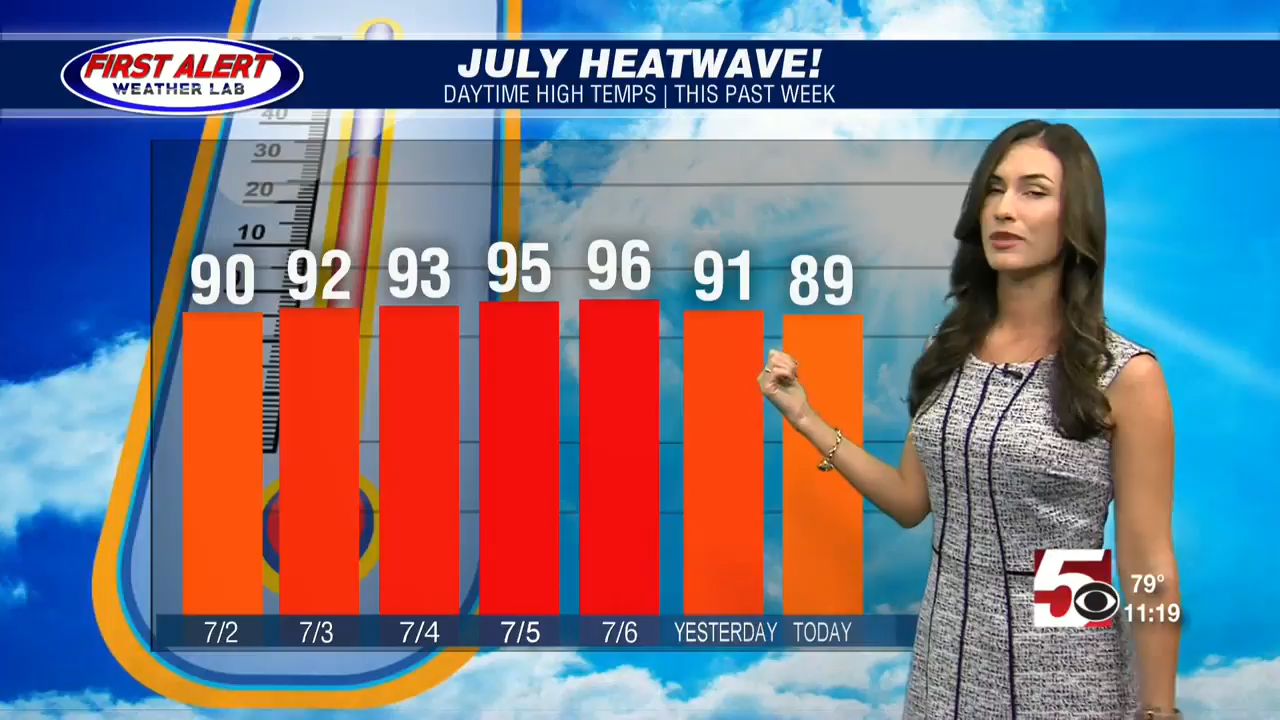 FIRST ALERT
WEATHER LAB
JULY HEATWAVE!
DAYTIME HIGH TEMPS | THIS PAST WEEK
40
30
20
10
90 92 93 95 96 91 89
7/2 7/3 7/4 7/5 7/6 YESTERDAY TODAY
5
79°
11:19